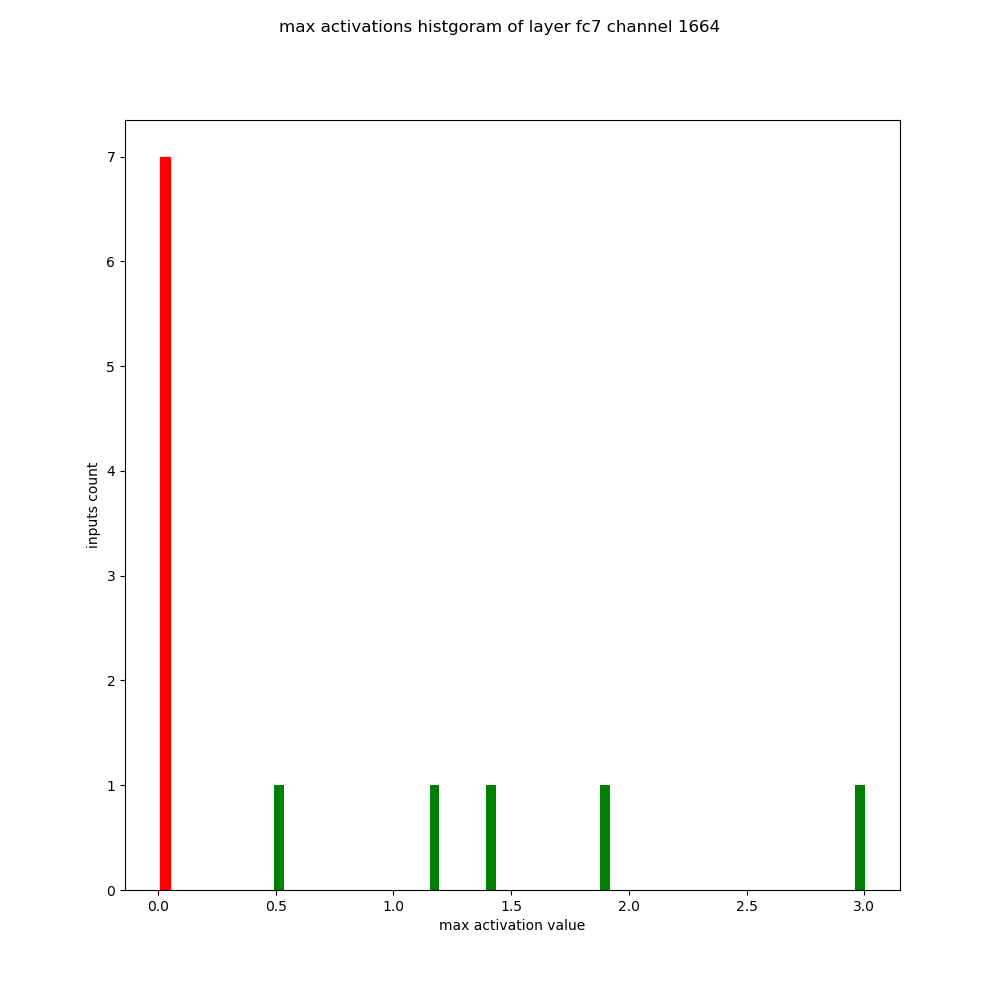 max activations histgoram of layer fc7 channel 1664
7
6
5
4
3
2
1
0
inputs count
0.0 0.5 1.0 1.5 2.0 2.5 3.0
max activation value